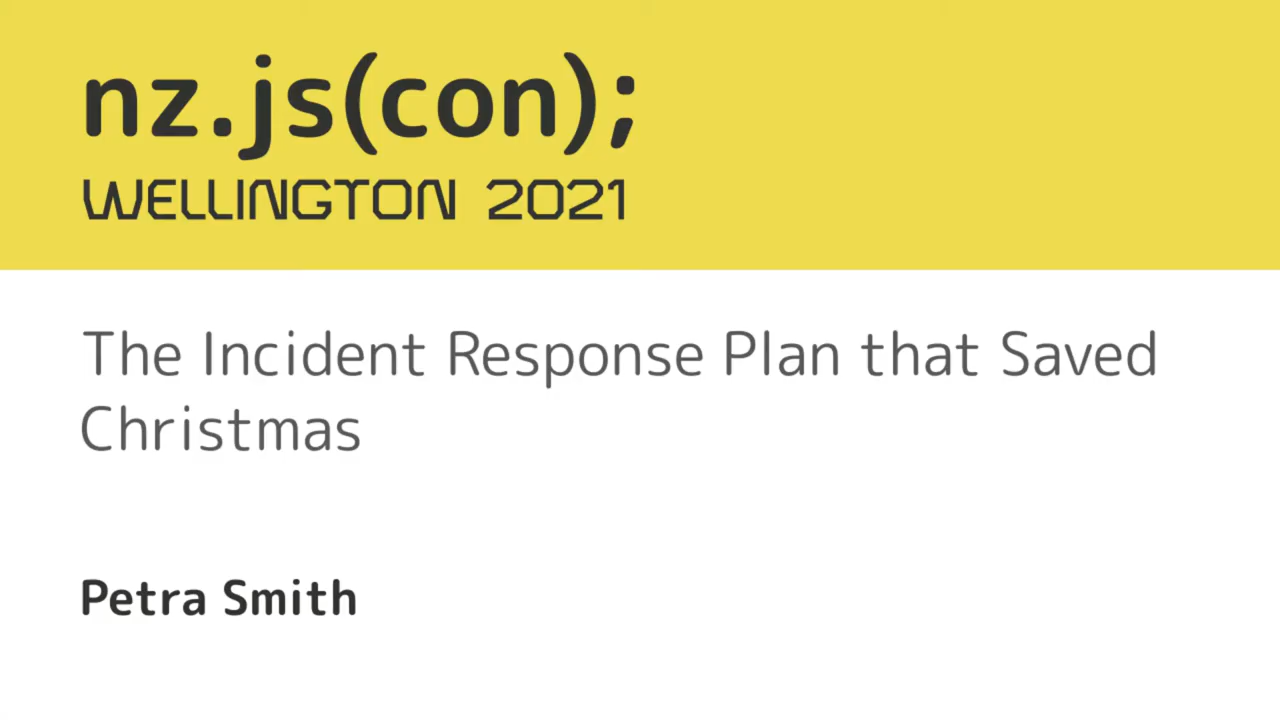 nz.js(con);
WELLINGTON 2021
The Incident Response Plan that Saved
Christmas
Petra Smith